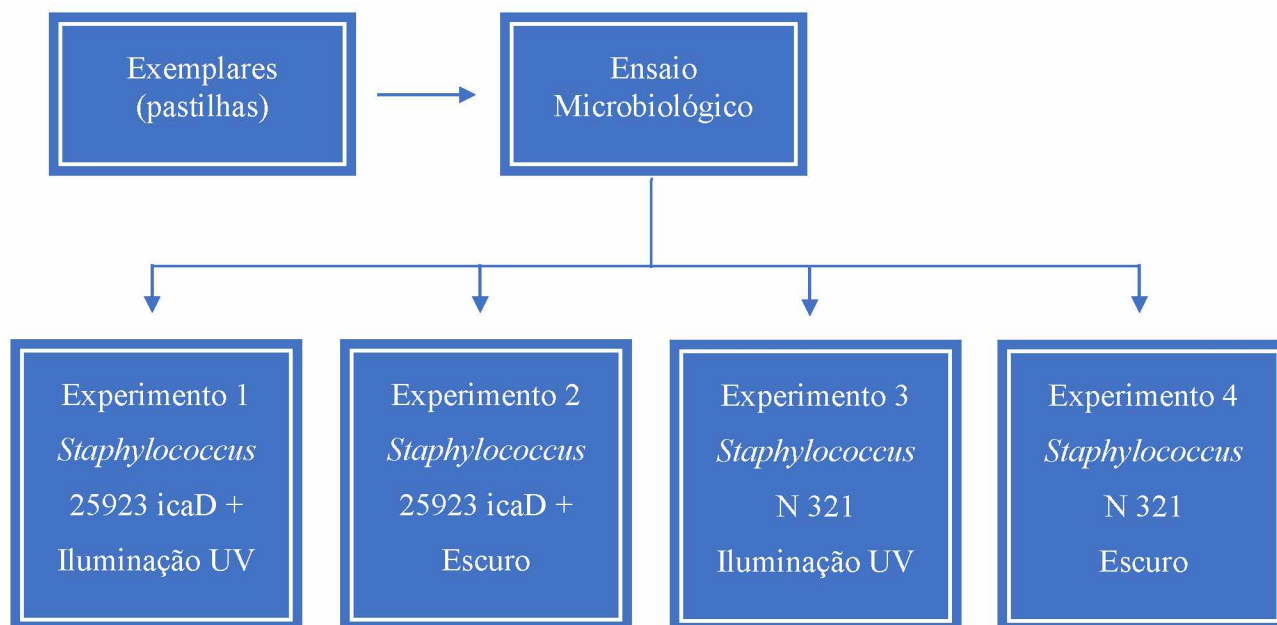 Exemplares
(pastilhas)
Ensaio
Microbiológico
Experimento 1
Staphylococcus
25923 icaD +
Iluminação UV
Experimento 2
Staphylococcus
25923 icaD +
Escuro
Experimento 3
Staphylococcus
N 321
Iluminação UV
Experimento 4
Staphylococcus
N 321
Escuro